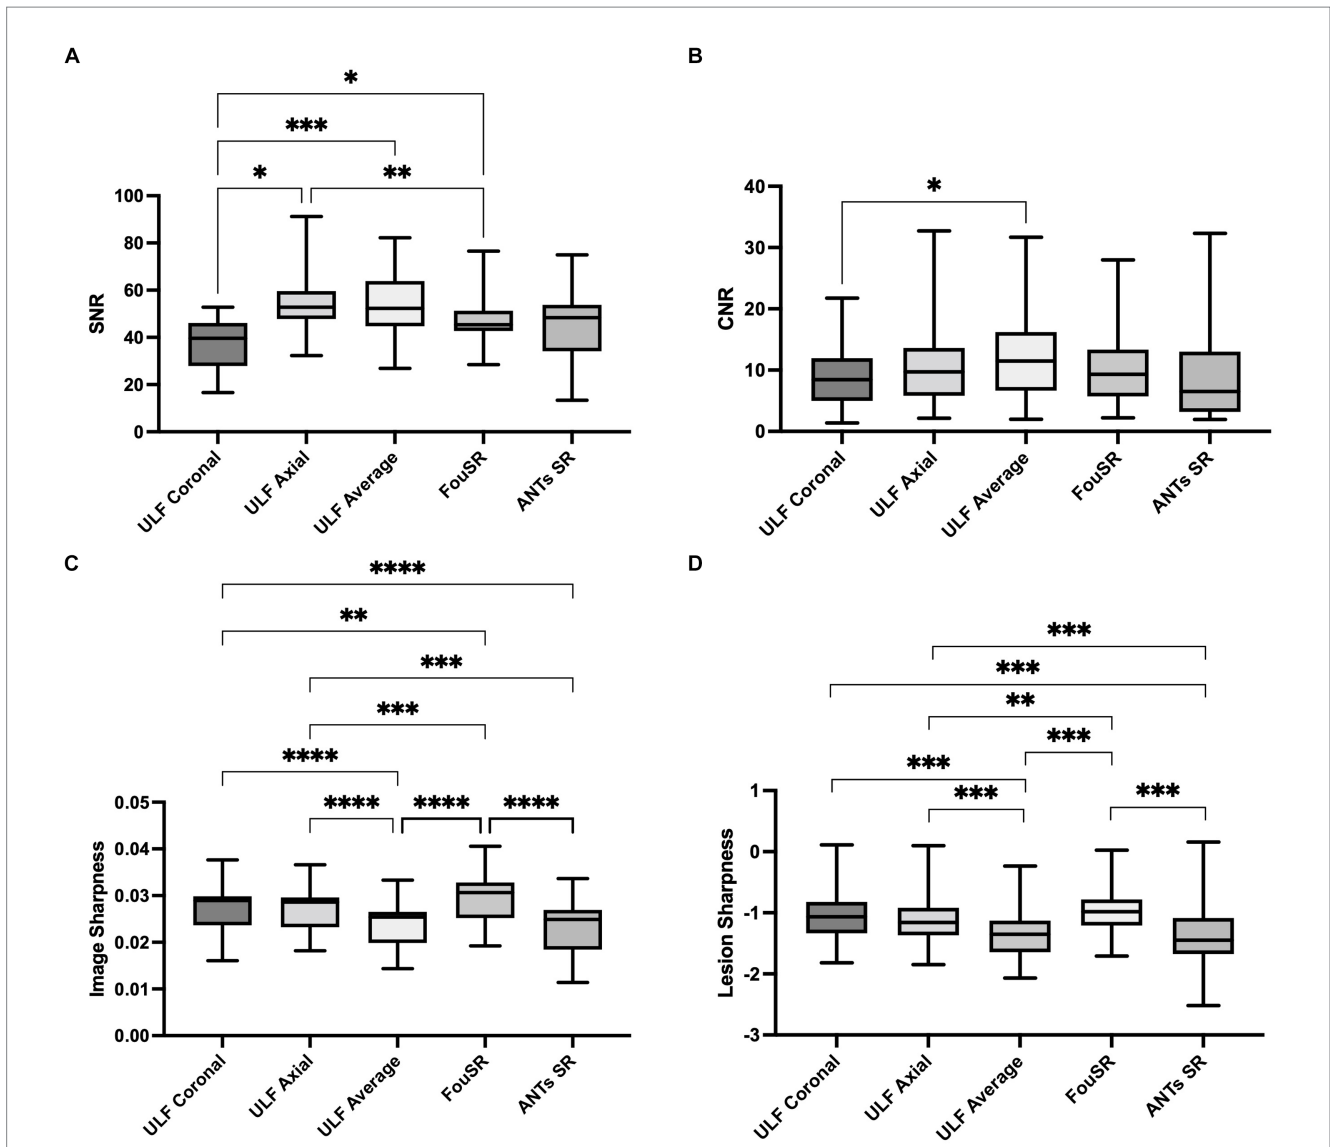 A
*
***
*
**
100
80
60
40
20
0
SNR
ULF Coronal
ULF Axial
ULF Average
FouSR
ANTs SR
B
*
40
30
20
10
0
CNR
ULF Coronal
ULF Axial
ULF Average
FouSR
ANTs SR
C
****
**
***
***
****
****
****
****
0.05
0.04
0.03
0.02
0.01
0.00
Image Sharpness
ULF Coronal
ULF Axial
ULF Average
FouSR
ANTs SR
D
***
***
**
***
***
***
***
1
0
-1
-2
-3
Lesion Sharpness
ULF Coronal
ULF Axial
ULF Average
FouSR
ANTs SR